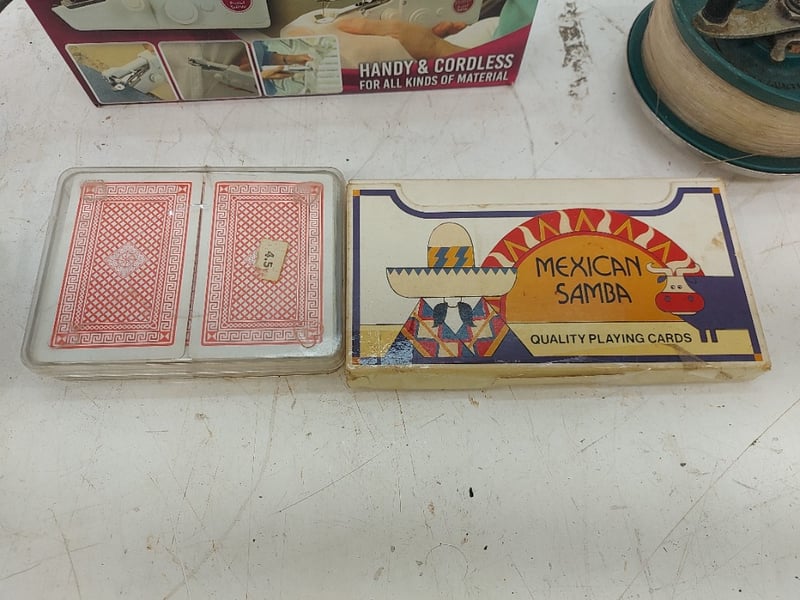 HANDY & CORDLESS
FOR ALL KINDS OF MATERIAL
4.5
MEXICAN
SAMBA
QUALITY PLAYING CARDS